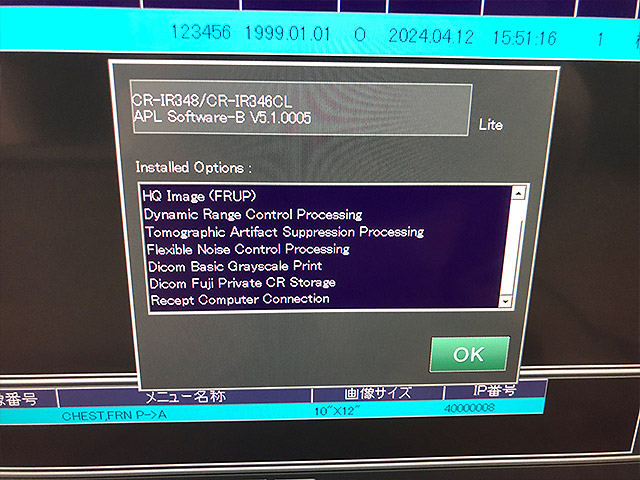 123456 1999.01.01 O 2024.04.12 15:51:16 1
CR-IR348/CR-IR346CL
APL Software-B V5.1.0005
Lite
Installed Options :
HQ Image (FRUP)
Dynamic Range Control Processing
Tomographic Artifact Suppression Processing
Flexible Noise Control Processing
Dicom Basic Grayscale Print
Dicom Fuji Private CR Storage
Recept Computer Connection
OK
像番号 メニュー名称 画像サイズ IP番号
CHEST,FRN P->A 10"X12" 40000008